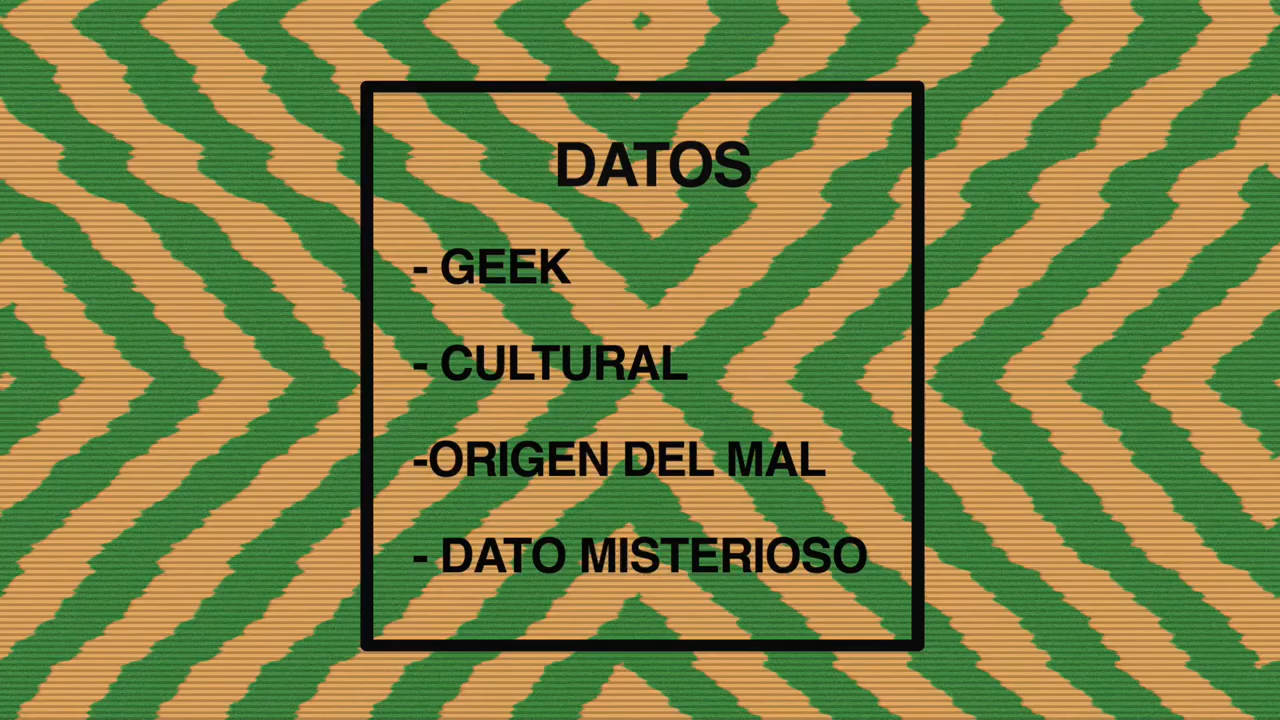 DATOS
- GEEK
- CULTURAL
-ORIGEN DEL MAL
- DATO MISTERIOSO